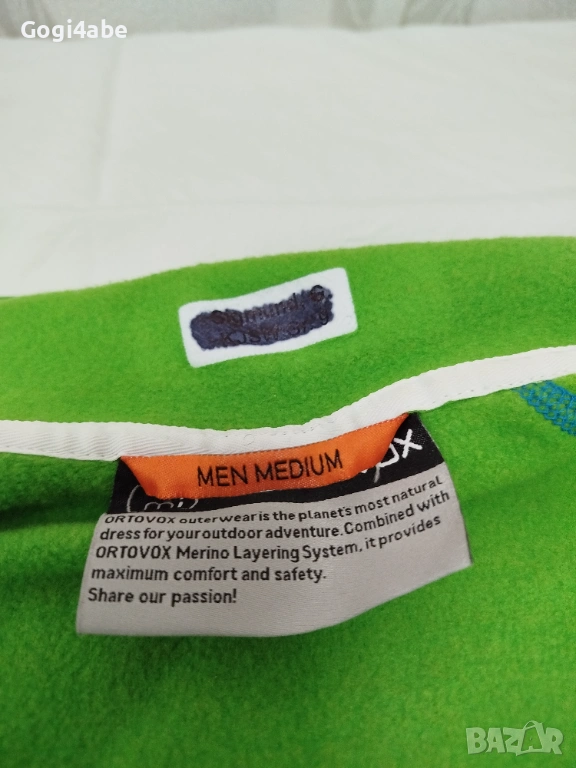 Gogi4abe
MEN MEDIUM
ORTOVOX outerwear is the planet's most natural
dress for your outdoor adventure. Combined with
ORTOVOX Merino Layering System, it provides
maximum comfort and safety.
Share our passion!
BAZAR